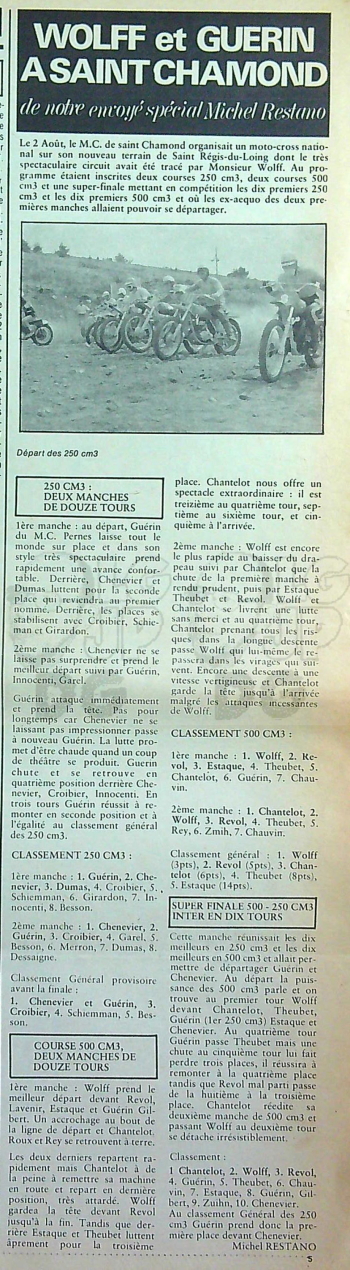 WOLFF et GUERIN
A SAINT CHAMOND
de notre envoyé spécial Michel Restano
Le 2 Août, le M.C. de saint Chamond organisait un moto-cross natio-
nal sur son nouveau terrain de Saint Régis-du-Loing dont le très
spectaculaire circuit avait été tracé par Monsieur Wolff. Au pro-
gramme étaient inscrites deux courses 250 cm3, deux courses 500
cm3 et une super-finale mettant en compétition les dix premiers 250
cm3 et les dix premiers 500 cm3 et où les ex-aequo des deux pre-
mières manches allaient pouvoir se départager.
Départ des 250 cm3
250 CM3 :
DEUX MANCHES
DE DOUZE TOURS
1ère manche : au départ, Guérin
du M.C. Pernes laisse tout le
monde sur place et dans son
style très spectaculaire prend
rapidement une avance confor-
table. Derrière, Chenevier et
Dumas luttent pour la seconde
place qui reviendra au premier
nommé. Derrière, les places se
stabilisent avec Croibier, Schie-
man et Girardon.
2ème manche : Chenevier ne se
laisse pas surprendre et prend le
meilleur départ suivi par Guérin,
Innocenti, Garel.
Guérin attaque immédiatement
et prend la tête. Pas pour
longtemps car Chenevier ne se
laissant pas impressionner passe
à nouveau Guérin. La lutte pro-
met d'être chaude quand un coup
de théâtre se produit. Guerin
chute et se retrouve en
quatrième position derrière Che-
nevier, Croibier, Innocenti. En
trois tours Guérin réussit à re-
monter en seconde position et à
l'égalité au classement général
des 250 cm3.
CLASSEMENT 250 CM3 :
1ère manche : 1. Guérin, 2. Che-
nevier, 3. Dumas, 4. Croibier, 5.
Schiemman, 6. Girardon, 7. In-
nocenti, 8. Besson.
2ème manche : 1. Chenevier, 2.
Guérin, 3. Croibier, 4. Garel, 5.
Besson, 6. Merron, 7. Dumas, 8.
Dessaigne.
Classement Général provisoire
avant la finale :
1. Chenevier et Guérin, 3.
Croibier, 4. Schiemman, 5. Bes-
son.
COURSE 500 CM3,
DEUX MANCHES DE
DOUZE TOURS
1ère manche : Wolff prend le
meilleur départ devant Revol,
Lavenir, Estaque et Guérin Gil-
bert. Un accrochage au bout de
la ligne de départ et Chantelot,
Roux et Rey se retrouvent à terre.
Les deux derniers repartent ra-
pidement mais Chantelot à de
la peine à remettre sa machine
en route et repart en dernière
position, très attardé. Wolff
gardea la tête devant Revol
jusqu'à la fin. Tandis que der-
rière Estaque et Theubet luttent
âprement pour la troisième
place. Chantelot nous offre un
spectacle extraordinaire : il est
treizième au quatrième tour, sep-
tième au sixième tour, et cin-
quième à l'arrivée.
2ème manche : Wolff est encore
le plus rapide au baisser du dra-
peau suivi par Chantelot que la
chute de la première manche à
rendu prudent, puis par Estaque
Theubet et Revol. Wolff et
Chantelot se livrent une lutte
sans merci et au quatrième tour,
Chantelot prenant tous les ris-
ques dans la longue descente
passe Wolff qui lui-même le re-
passera dans les virages qui sui-
vent. Encore une descente à une
vitesse vertigineuse et Chantelot
garde la tête jusqu'à l'arrivée
malgré les attaques incessantes
de Wolff.
CLASSEMENT 500 CM3 :
1ère manche : 1. Wolff, 2. Re-
vol, 3. Estaque, 4. Theubet, 5.
Chantelot, 6. Guérin, 7. Chau-
vin.
2ème manche : 1. Chantelot, 2.
Wolff, 3. Revol, 4. Theubet, 5.
Rey, 6. Zmih, 7. Chauvin.
Classement général : 1. Wolff
(3pts), 2. Revol (5pts), 3. Chan-
telot (6pts), 4. Theubet (8pts),
5. Estaque (14pts).
SUPER FINALE 500 - 250 CM3
INTER EN DIX TOURS
Cette manche réunissait les dix
meilleurs en 250 cm3 et les dix
meilleurs en 500 cm3 et allait per-
mettre de départager Guérin et
Chenevier. Au départ la puis-
sance des 500 cm3 parle et on
trouve au premier tour Wolff
devant Chantelot, Theubet,
Guérin (1er 250 cm3) Estaque et
Chenevier. Au quatrième tour
Guérin passe Theubet mais une
chute au cinquième tour lui fait
perdre trois places, il réussira à
remonter à la quatrième place
tandis que Revol mal parti passe
de la huitième à la troisième
place. Chantelot réédite sa
deuxième manche de 500 cm3 et
passant Wolff au deuxième tour
se détache irrésistiblement.
Classement :
1 Chantelot, 2. Wolff, 3. Revol,
4. Guérin, 5. Theubet, 6. Chau-
vin, 7. Estaque, 8. Guérin, Gil-
bert, 9. Zuihn, 10. Chenevier.
Au classement Général des 250
cm3 Guérin prend donc la pre-
mière place devant Chenevier.
Michel RESTANO
5